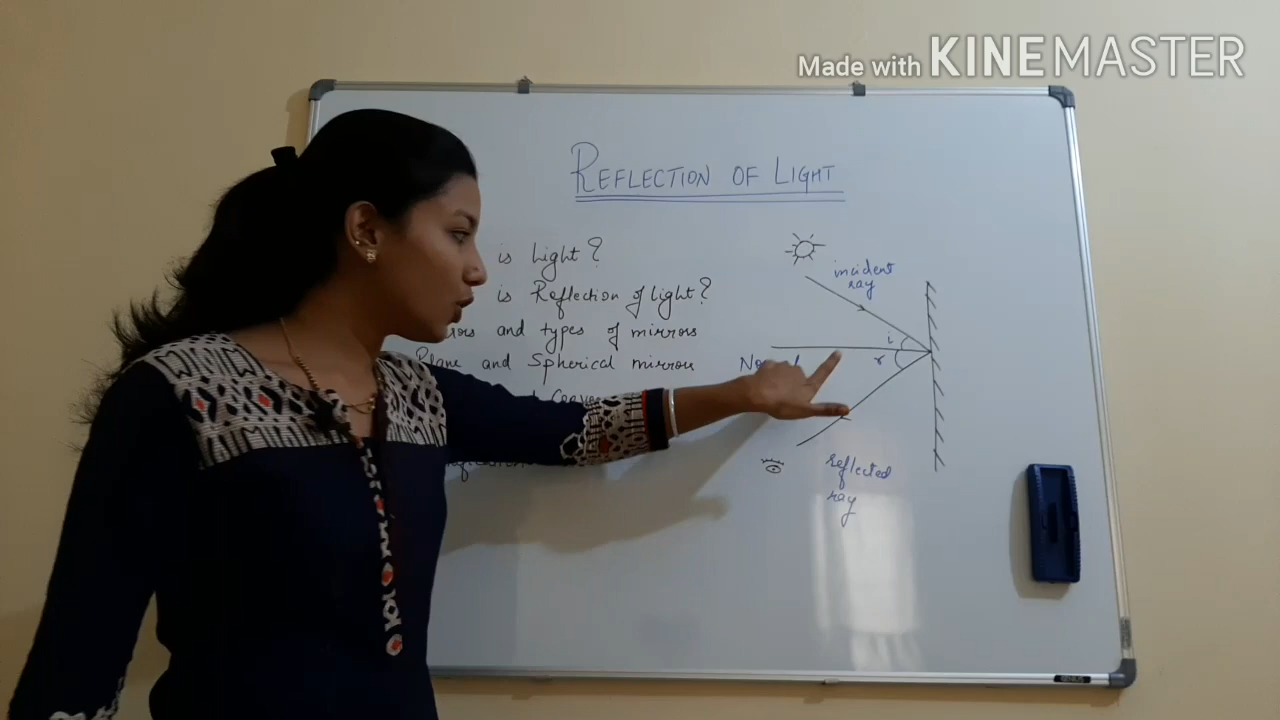 Made with KINEMASTER
REFLECTION OF LIGHT
is Light?
is Reflection of light?
and types of mirrors
Plane and Spherical mirrors
incident
ray
i
r
reflected
ray